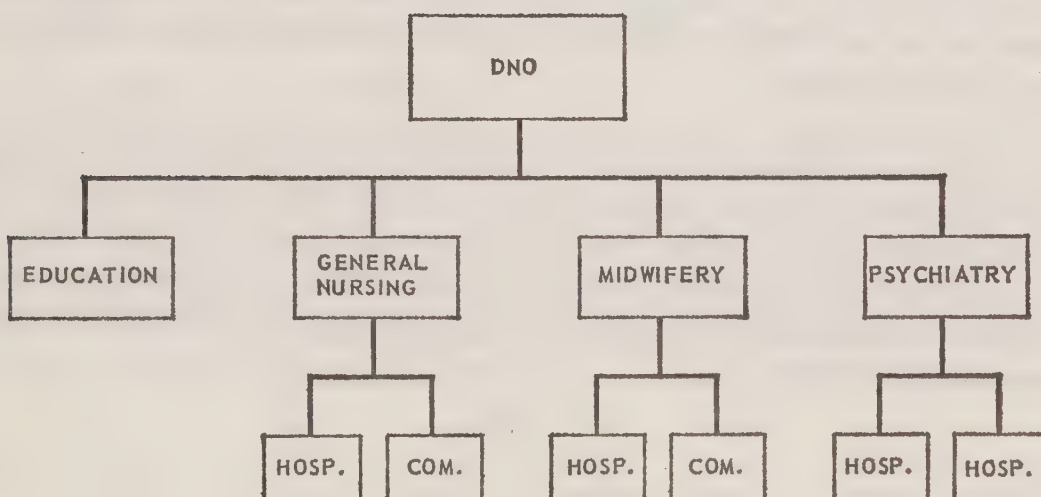 DNO
EDUCATION
GENERAL
NURSING
MIDWIFERY
PSYCHIATRY
HOSP.
COM.
HOSP.
COM.
HOSP.
HOSP.